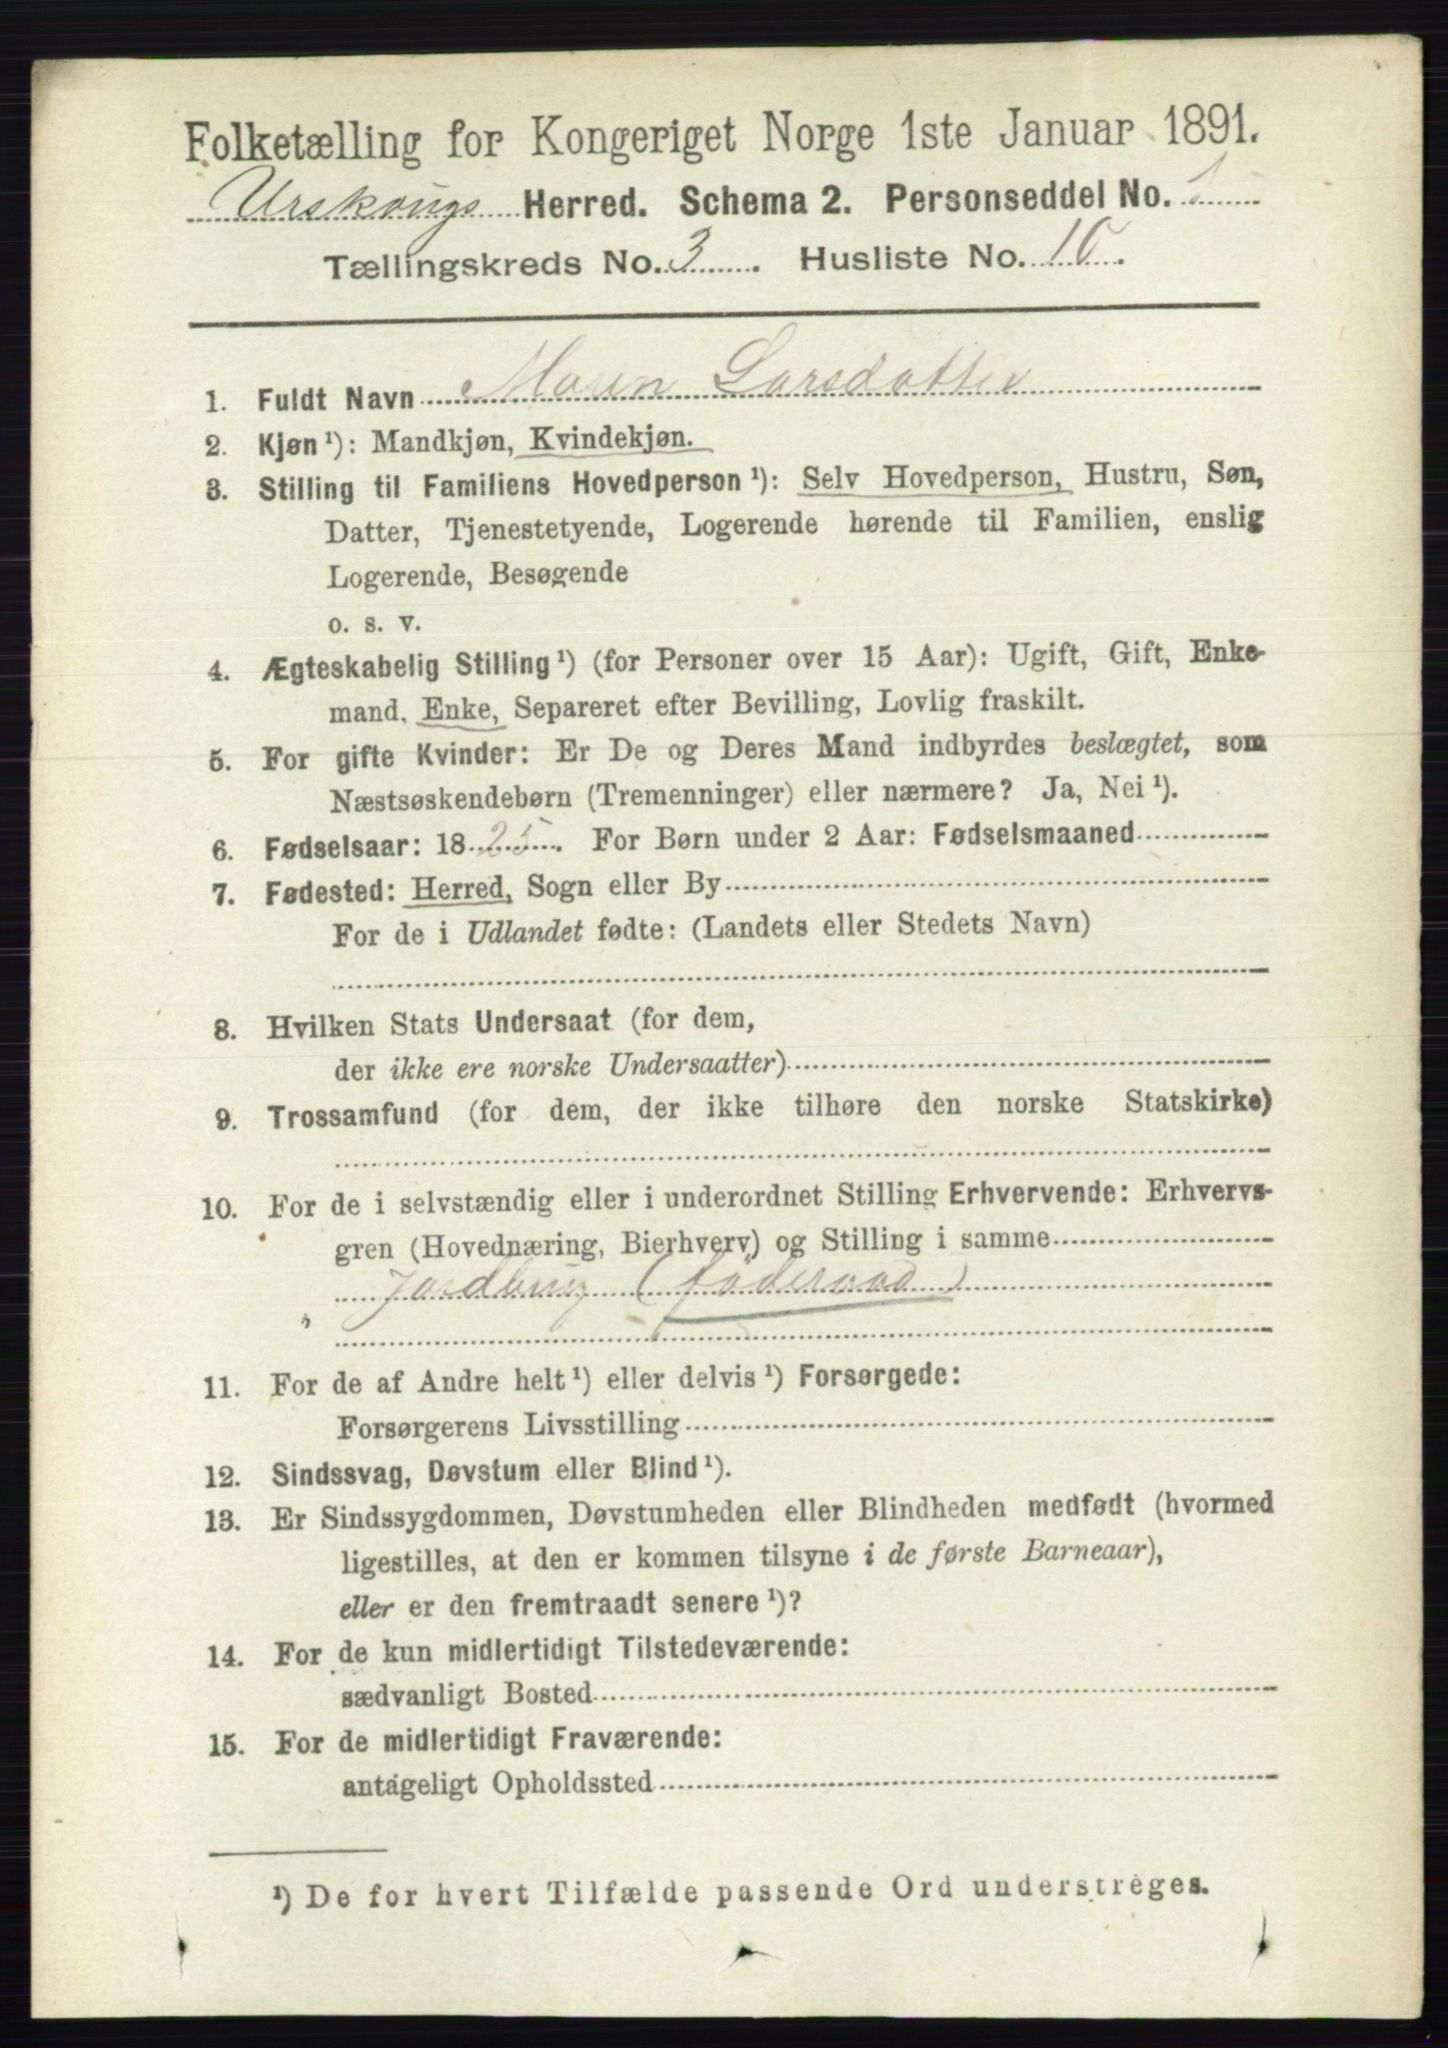 Folketælling for Kongeriget Norge 1ste Januar 1891.
Urskougs Herred. Schema 2. Personseddel No. 1
Tællingskreds No. 3. Husliste No. 10.
1. Fuldt Navn Maren Larsdatter
2. Kjøn ¹): Mandkjøn, Kvindekjøn.
3. Stilling til Familiens Hovedperson ¹): Selv Hovedperson, Hustru, Søn,
Datter, Tjenestetyende, Logerende hørende til Familien, enslig
Logerende, Besøgende
o. s. v.
4. Ægteskabelig Stilling ¹) (for Personer over 15 Aar): Ugift, Gift, Enke-
mand, Enke, Separeret efter Bevilling, Lovlig fraskilt.
5. For gifte Kvinder: Er De og Deres Mand indbyrdes beslægtet, som
Næstsøskendebørn (Tremenninger) eller nærmere? Ja, Nei ¹).
6. Fødselsaar: 1825. For Børn under 2 Aar: Fødselsmaaned
7. Fødested: Herred, Sogn eller By
For de i Udlandet fødte: (Landets eller Stedets Navn)
8. Hvilken Stats Undersaat (for dem,
der ikke ere norske Undersaatter)
9. Trossamfund (for dem, der ikke tilhøre den norske Statskirke)
10. For de i selvstændig eller i underordnet Stilling Erhvervende: Erhvervs-
gren (Hovednæring, Bierhverv) og Stilling i samme
Jordbrug (föderaad)
11. For de af Andre helt ¹) eller delvis ¹) Forsørgede:
Forsørgerens Livsstilling
12. Sindssvag, Døvstum eller Blind ¹).
13. Er Sindssygdommen, Døvstumheden eller Blindheden medfødt (hvormed
ligestilles, at den er kommen tilsyne i de første Barneaar),
eller er den fremtraadt senere ¹)?
14. For de kun midlertidigt Tilstedeværende:
sædvanligt Bosted
15. For de midlertidigt Fraværende:
antageligt Opholdssted
¹) De for hvert Tilfælde passende Ord understreges.